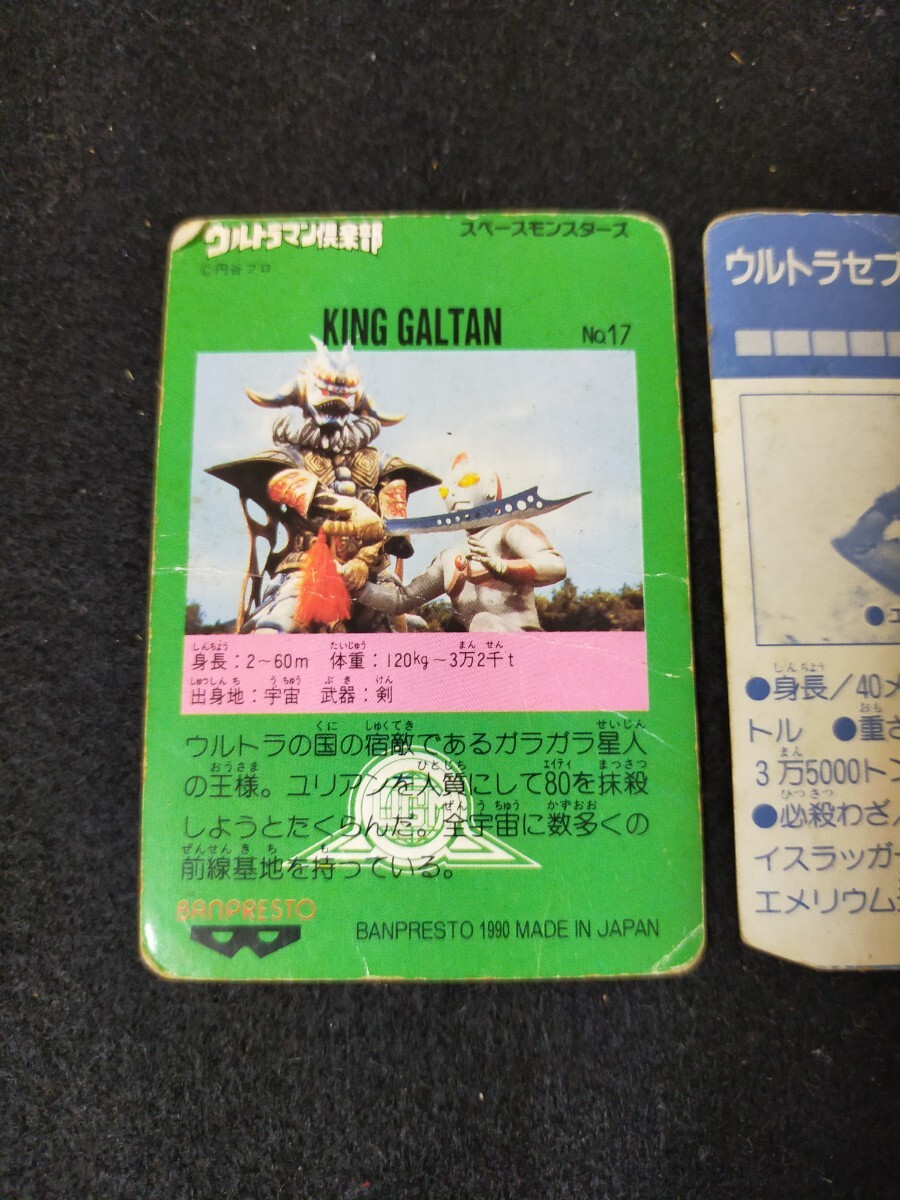 ウルトラマン倶楽部
スペースモンスターズ
©円谷プロ
KING GALTAN
No.17
しんちょう たいじゅう まん せん
身長:2~60m 体重:120kg~3万2千t
しゅっしん ち う ちゅう ぶ き けん
出身地:宇宙 武器:剣
くに しゅくてき せいじん
ウルトラの国の宿敵であるガラガラ星人
おうさま ひとじち エイティ まっさつ
の王様。ユリアンを人質にして80を抹殺
ぜん う ちゅう かずおお
しようとたくらんだ。全宇宙に数多くの
ぜんせん き ち も
前線基地を持っている。
UGM
BANPRESTO
BANPRESTO 1990 MADE IN JAPAN
ウルトラセブ
●エ
しんちょう
●身長/40メ
おも
トル ●重さ
まん
3万5000トン
ひっさつ
●必殺わざ/
イスラッガー
エメリウム